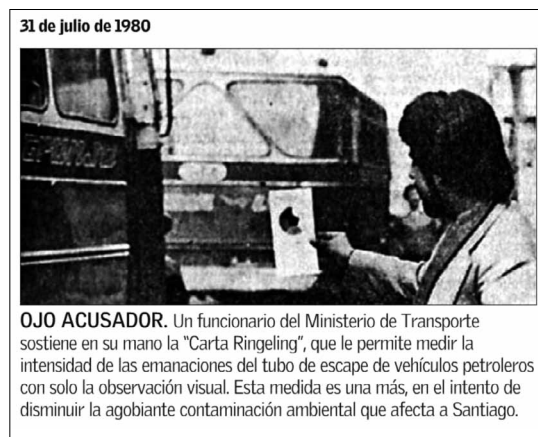 31 de julio de 1980
OJO ACUSADOR. Un funcionario del Ministerio de Transporte
sostiene en su mano la “Carta Ringeling”, que le permite medir la
intensidad de las emanaciones del tubo de escape de vehículos petroleros
con solo la observación visual. Esta medida es una más, en el intento de
disminuir la agobiante contaminación ambiental que afecta a Santiago.